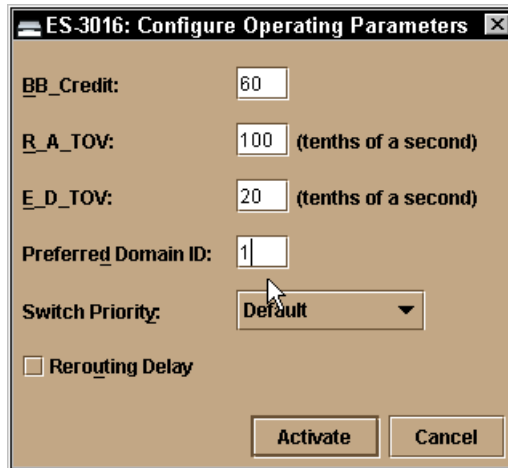 ES-3016: Configure Operating Parameters
BB_Credit: 60
R_A_TOV: 100 (tenths of a second)
E_D_TOV: 20 (tenths of a second)
Preferred Domain ID: 1
Switch Priority: Default
Rerouting Delay
Activate Cancel